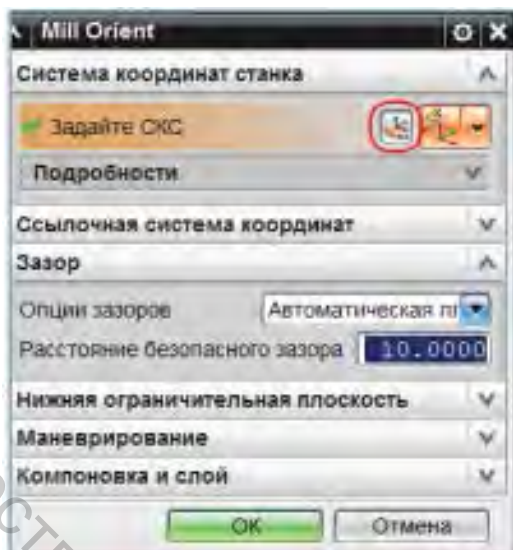 Mill Orient
Система координат станка
Задайте СКС
Подробности
Ссылочная система координат
Зазор
Опции зазоров Автоматическая пл
Расстояние безопасного зазора 10.0000
Нижняя ограничительная плоскость
Маневрирование
Компоновка и слой
OK Отмена